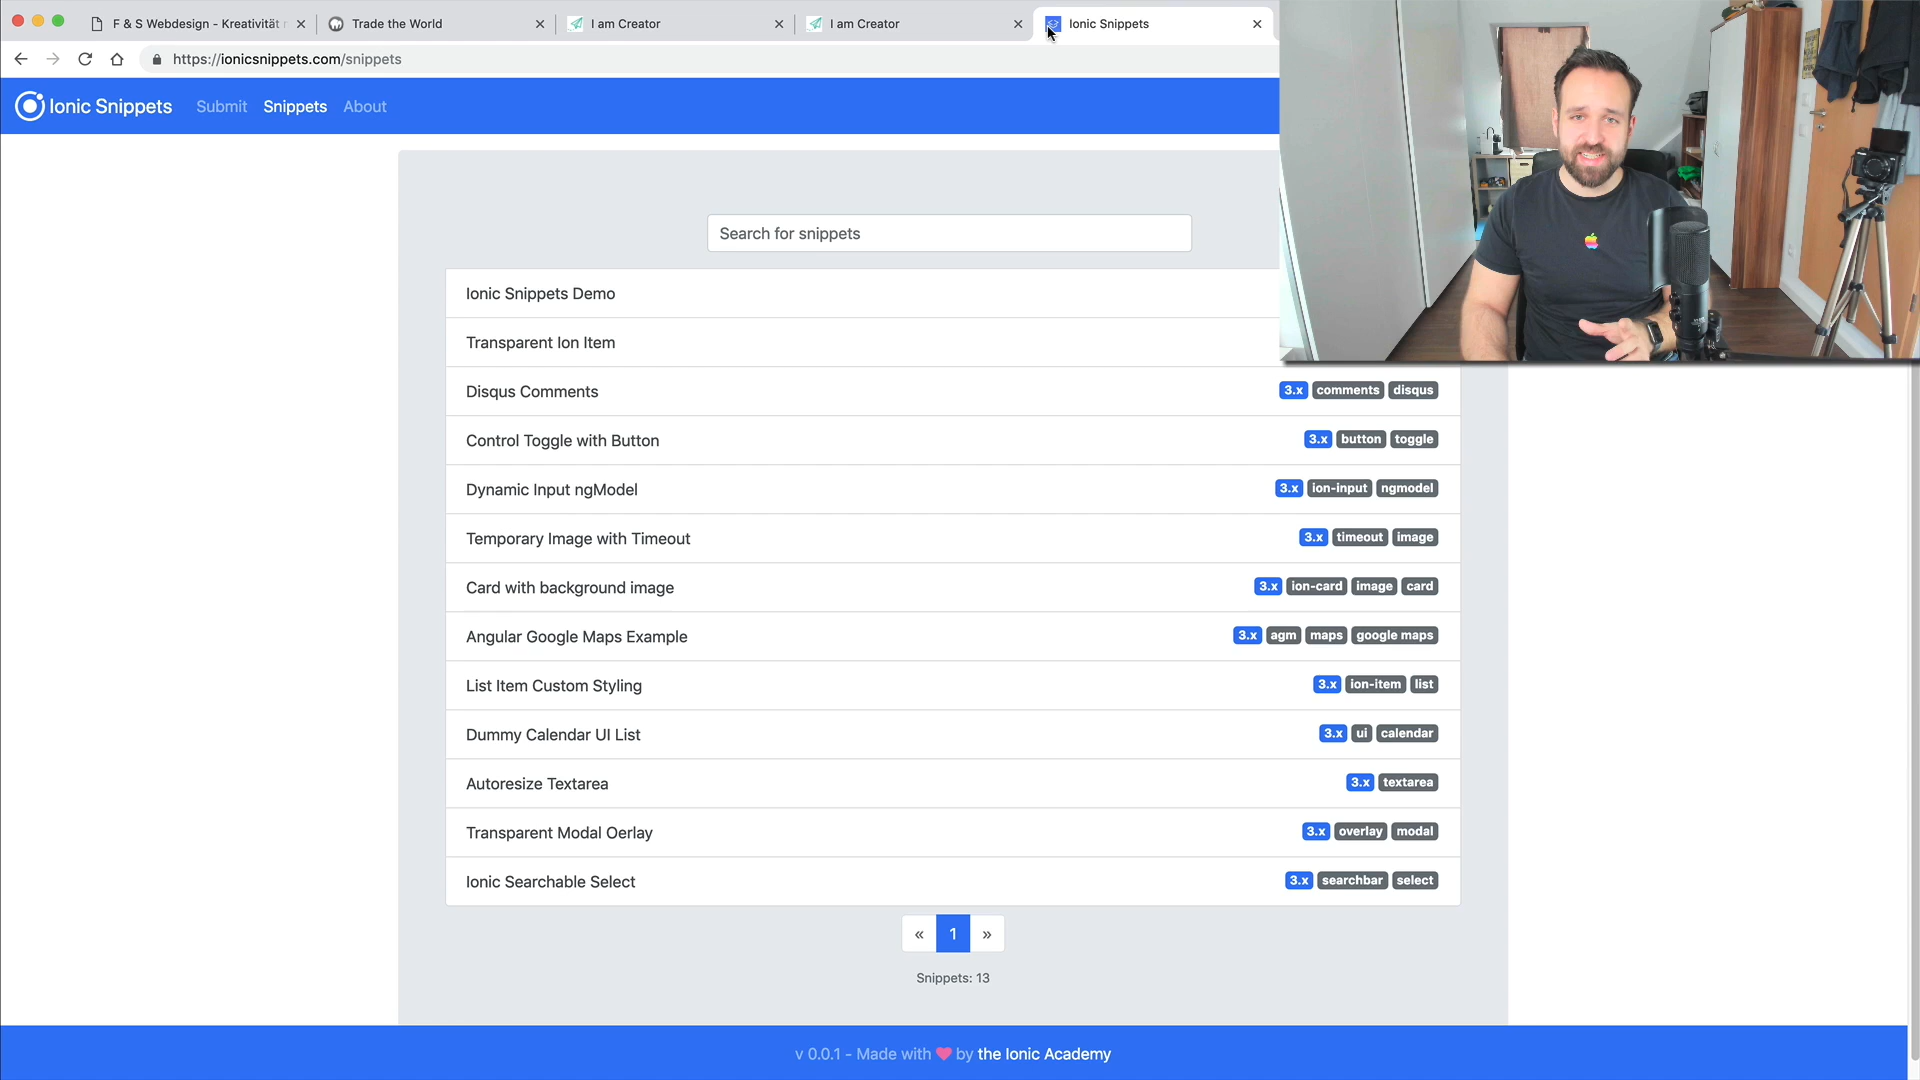 F & S Webdesign - Kreativität
Trade the World
I am Creator
I am Creator
Ionic Snippets
https://ionicsnippets.com/snippets
Ionic Snippets
Submit
Snippets
About
Search for snippets
Ionic Snippets Demo
Transparent Ion Item
Disqus Comments 3.x comments disqus
Control Toggle with Button 3.x button toggle
Dynamic Input ngModel 3.x ion-input ngmodel
Temporary Image with Timeout 3.x timeout image
Card with background image 3.x ion-card image card
Angular Google Maps Example 3.x agm maps google maps
List Item Custom Styling 3.x ion-item list
Dummy Calendar UI List 3.x ui calendar
Autoresize Textarea 3.x textarea
Transparent Modal Oerlay 3.x overlay modal
Ionic Searchable Select 3.x searchbar select
« 1 »
Snippets: 13
v 0.0.1 - Made with ❤ by the Ionic Academy